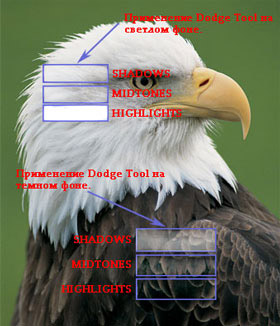 Применение Dodge Tool на
светлом фоне.
SHADOWS
MIDTONES
HIGHLIGHTS
Применение Dodge Tool на
темном фоне.
SHADOWS
MIDTONES
HIGHLIGHTS